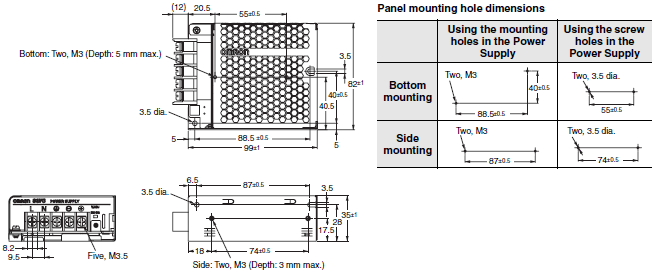 (12) 20.5
55±0.5
Bottom: Two, M3 (Depth: 5 mm max.)
OMRON
3.5
82±1
40±0.5
40.5
3.5 dia.
5
88.5±0.5
99±1
5
Panel mounting hole dimensions
Using the mounting holes in the Power Supply
Using the screw holes in the Power Supply
Bottom mounting
Two, M3
40±0.5
88.5±0.5
Two, 3.5 dia.
55±0.5
Side mounting
Two, M3
87±0.5
Two, 3.5 dia.
74±0.5
OMRON S8FS POWER SUPPLY
L N
8.2
9.5
Five, M3.5
6.5
87±0.5
3.5
3.5 dia.
35±1
28
17.5
18
74±0.5
Side: Two, M3 (Depth: 3 mm max.)